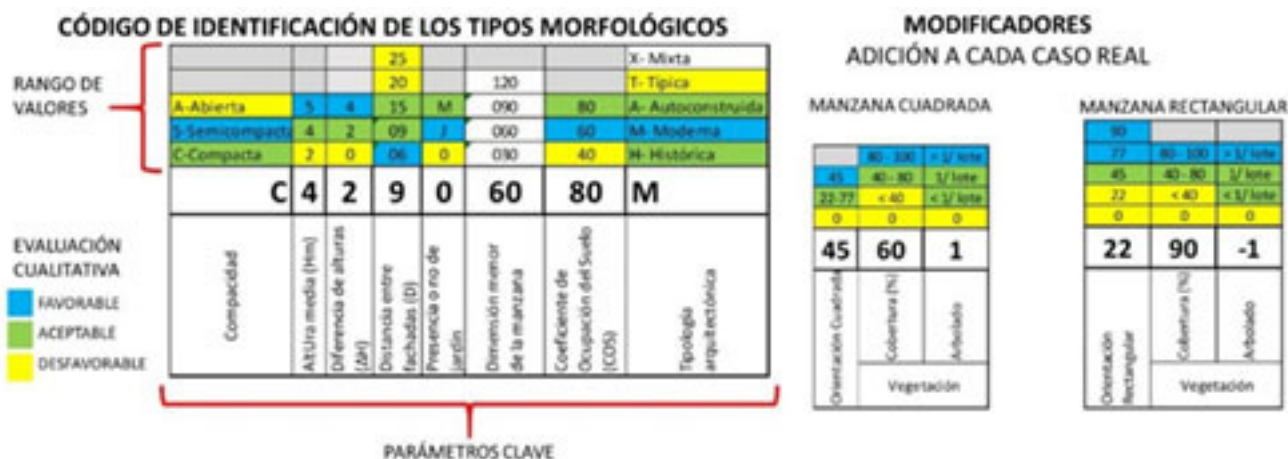 CÓDIGO DE IDENTIFICACIÓN DE LOS TIPOS MORFOLÓGICOS
MODIFICADORES
ADICIÓN A CADA CASO REAL
RANGO DE
VALORES
25 X- Mixta
20 120 T- Típica
A-Abierta 5 4 15 M 090 80 A- Autoconstruida
S-Semicompacta 4 2 09 J 060 60 M- Moderna
C-Compacta 2 0 06 0 030 40 H- Histórica
C 4 2 9 0 60 80 M
Compacidad
AltUra media (Hm)
Diferencia de alturas
(ΔH)
Distancia entre
fachadas (D)
Presencia o no de
jardín
Dimensión menor
de la manzana
Coeficiente de
Ocupación del Suelo
(COS)
Tipología
arquitectónica
EVALUACIÓN
CUALITATIVA
FAVORABLE
ACEPTABLE
DESFAVORABLE
PARÁMETROS CLAVE
MANZANA CUADRADA
80 - 100 > 1/ lote
45 40 - 80 1/ lote
22-77 < 40 < 1/ lote
0 0 0
45 60 1
Orientación Cuadrada
Cobertura (%)
Arbolado
Vegetación
MANZANA RECTANGULAR
90
77 80 - 100 > 1/ lote
45 40 - 80 1/ lote
22 < 40 < 1/ lote
0 0 0
22 90 -1
Orientación
Rectangular
Cobertura (%)
Arbolado
Vegetación